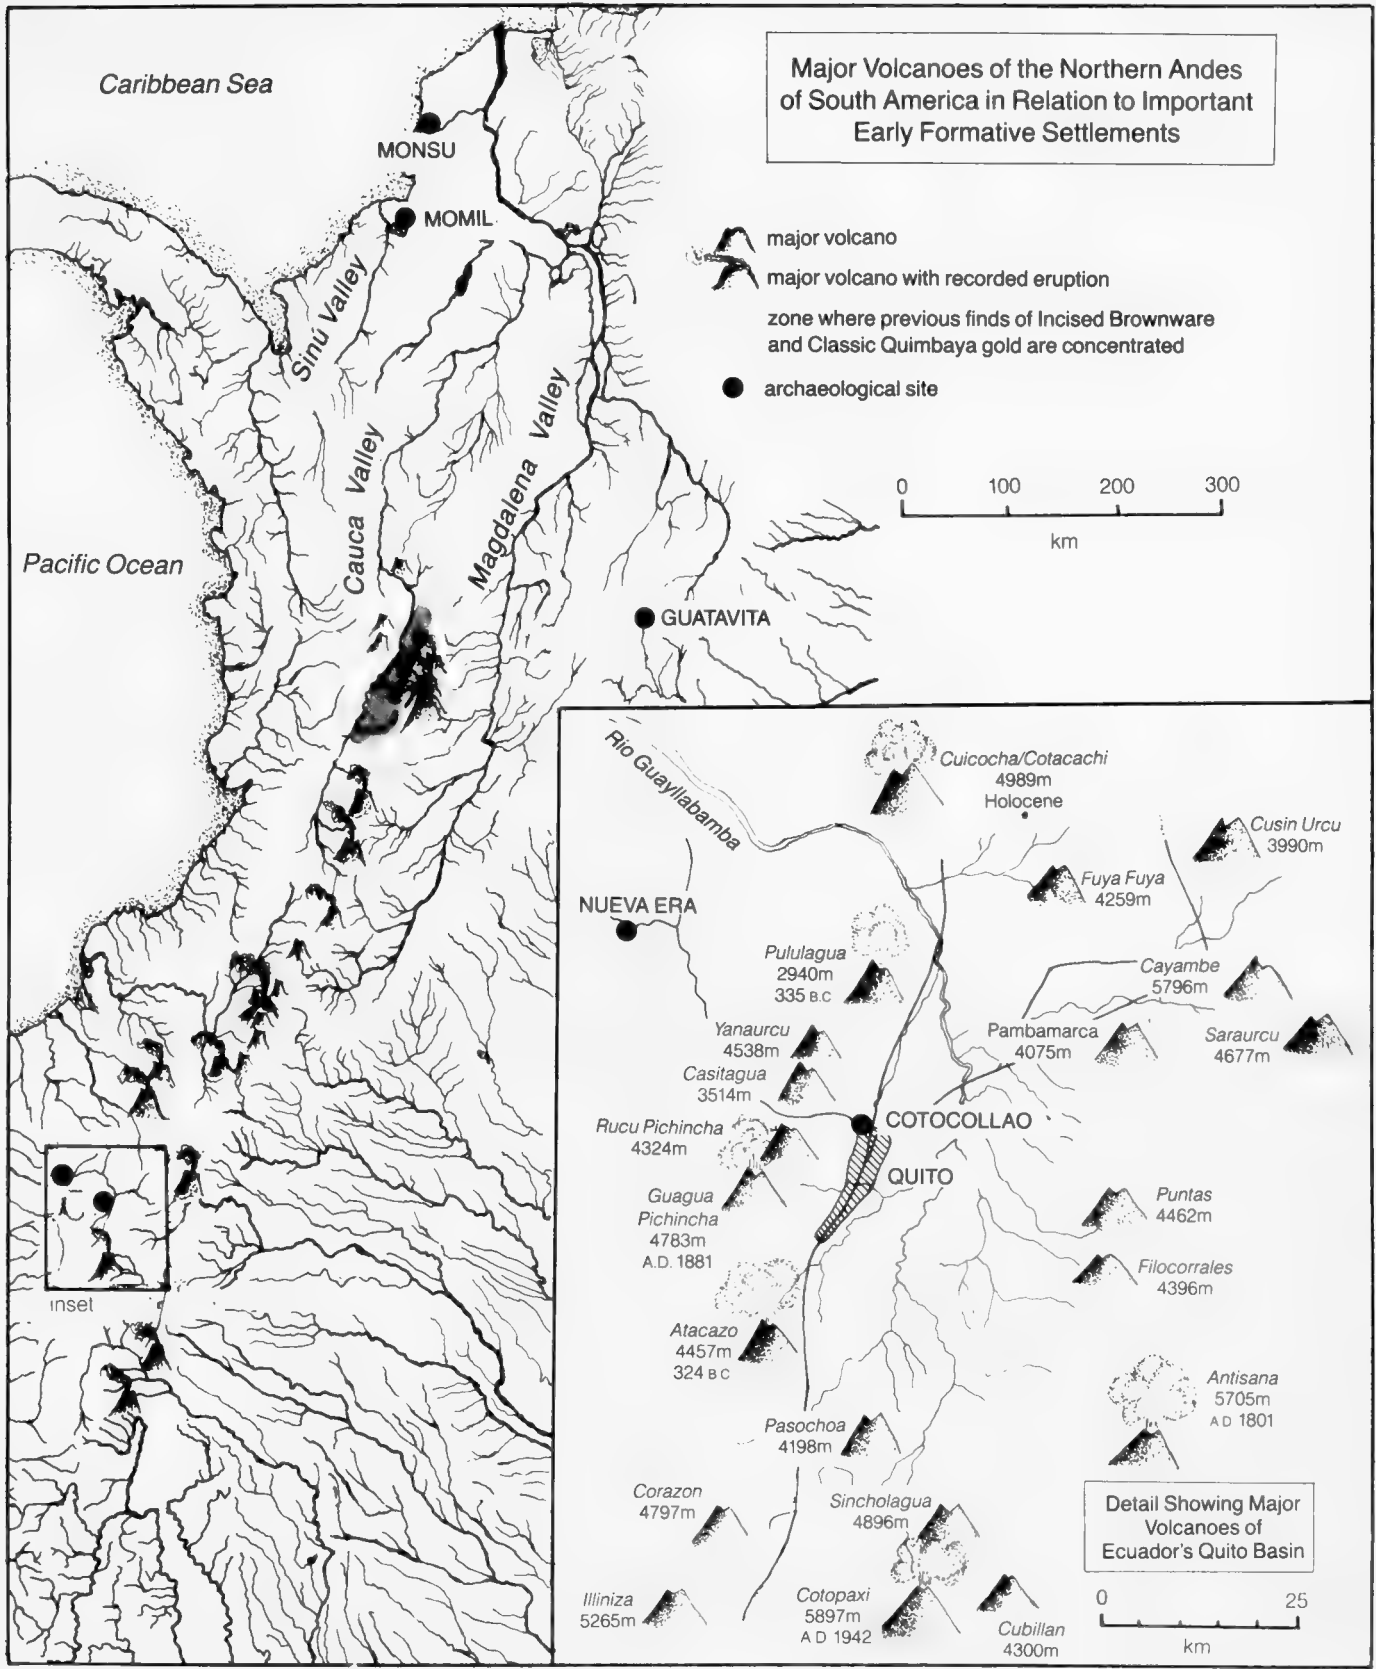 Caribbean Sea
Major Volcanoes of the Northern Andes
of South America in Relation to Important
Early Formative Settlements
MONSU
MOMIL
major volcano
major volcano with recorded eruption
zone where previous finds of Incised Brownware
and Classic Quimbaya gold are concentrated
archaeological site
Sinú Valley
Cauca Valley
Magdalena Valley
0 100 200 300
km
Pacific Ocean
GUATAVITA
inset
Rio Guayllabamba
Cuicocha/Cotacachi
4989m
Holocene
Cusin Urcu
3990m
Fuya Fuya
4259m
NUEVA ERA
Pululagua
2940m
335 B.C
Cayambe
5796m
Yanaurcu
4538m
Pambamarca
4075m
Saraurcu
4677m
Casitagua
3514m
Rucu Pichincha
4324m
COTOCOLLAO
QUITO
Guagua
Pichincha
4783m
A.D. 1881
Puntas
4462m
Filocorrales
4396m
Atacazo
4457m
324 B C
Antisana
5705m
A D 1801
Pasochoa
4198m
Corazon
4797m
Sincholagua
4896m
Detail Showing Major
Volcanoes of
Ecuador's Quito Basin
Illiniza
5265m
Cotopaxi
5897m
A D 1942
Cubillan
4300m
0 25
km